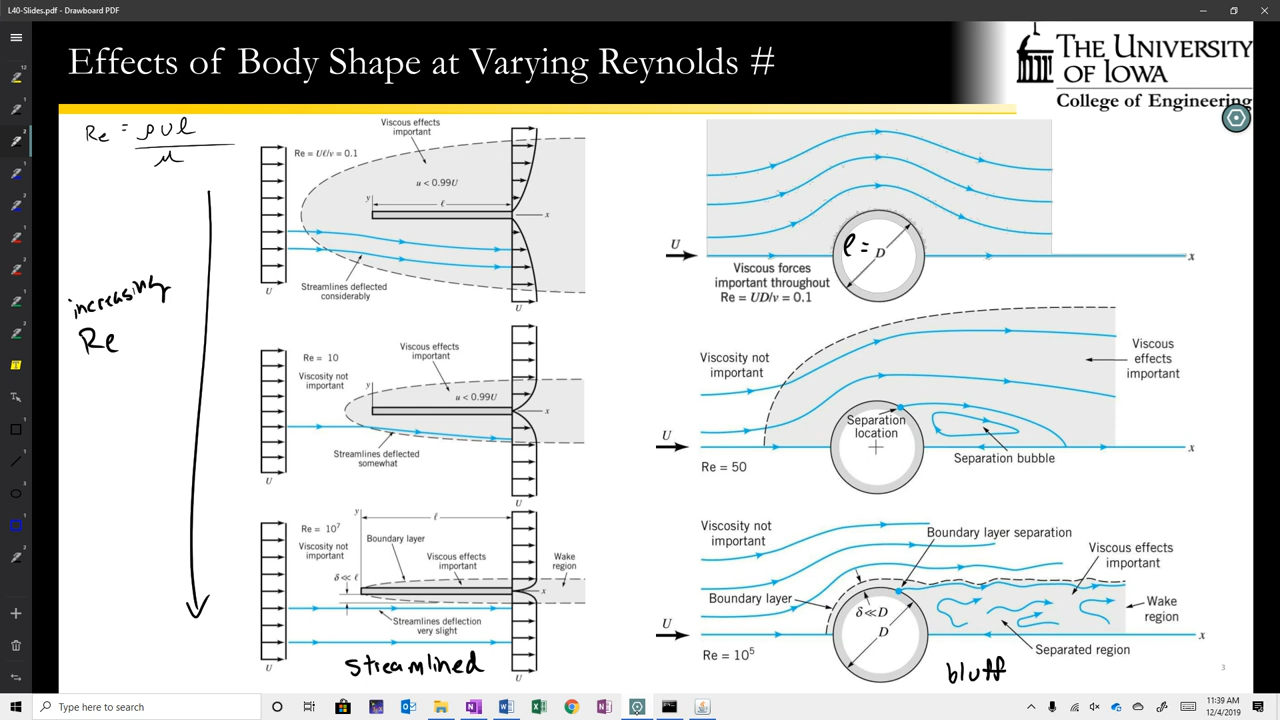 L40-Slides.pdf - Drawboard PDF
Effects of Body Shape at Varying Reynolds #
THE UNIVERSITY
OF IOWA
College of Engineering
Re = ρvl
μ
increasing
Re
Viscous effects
important
Re = Uℓ/ν = 0.1
u < 0.99U
y
ℓ
x
Streamlines deflected
considerably
U
U
Re = 10
Viscosity not
important
Viscous effects
important
y
u < 0.99U
x
Streamlines deflected
somewhat
U
U
y
ℓ
Re = 10⁷
Viscosity not
important
Boundary layer
Viscous effects
important
Wake
region
δ ≪ ℓ
x
Streamlines deflection
very slight
U
U
streamlined
U
l = D
x
Viscous forces
important throughout
Re = UD/ν = 0.1
Viscosity not
important
Viscous
effects
important
Separation
location
U
x
Separation bubble
Re = 50
Viscosity not
important
Boundary layer separation
Viscous effects
important
Boundary layer
δ ≪ D
D
Wake
region
U
x
Separated region
Re = 10⁵
bluff
3
Type here to search
11:39 AM
12/4/2019